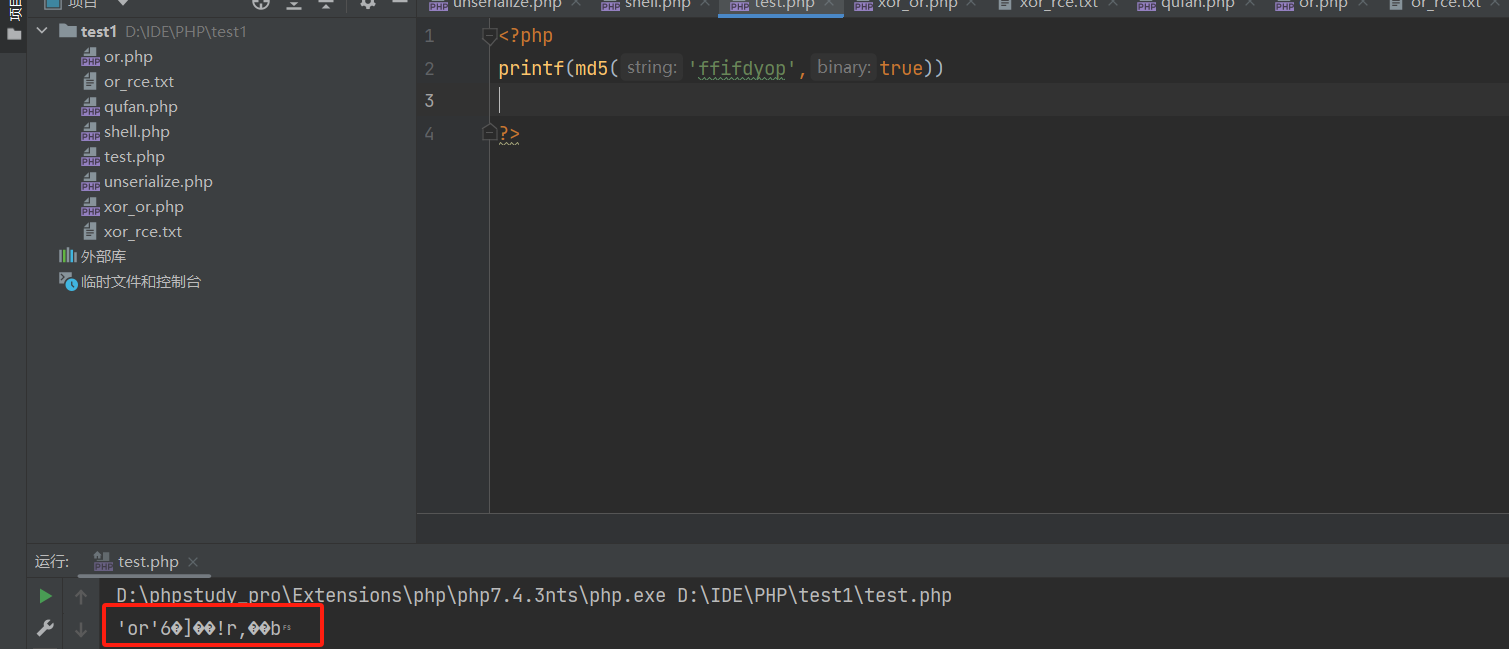 项目
项目
unserialize.php
shell.php
test.php
xor_or.php
xor_rce.txt
qufan.php
or.php
or_rce.txt
test1 D:\IDE\PHP\test1
or.php
or_rce.txt
qufan.php
shell.php
test.php
unserialize.php
xor_or.php
xor_rce.txt
外部库
临时文件和控制台
1 <?php
2 printf(md5( string: 'ffifdyop', binary: true))
3
4 ?>
运行: test.php
D:\phpstudy_pro\Extensions\php\php7.4.3nts\php.exe D:\IDE\PHP\test1\test.php
'or'6�]��!r,��b